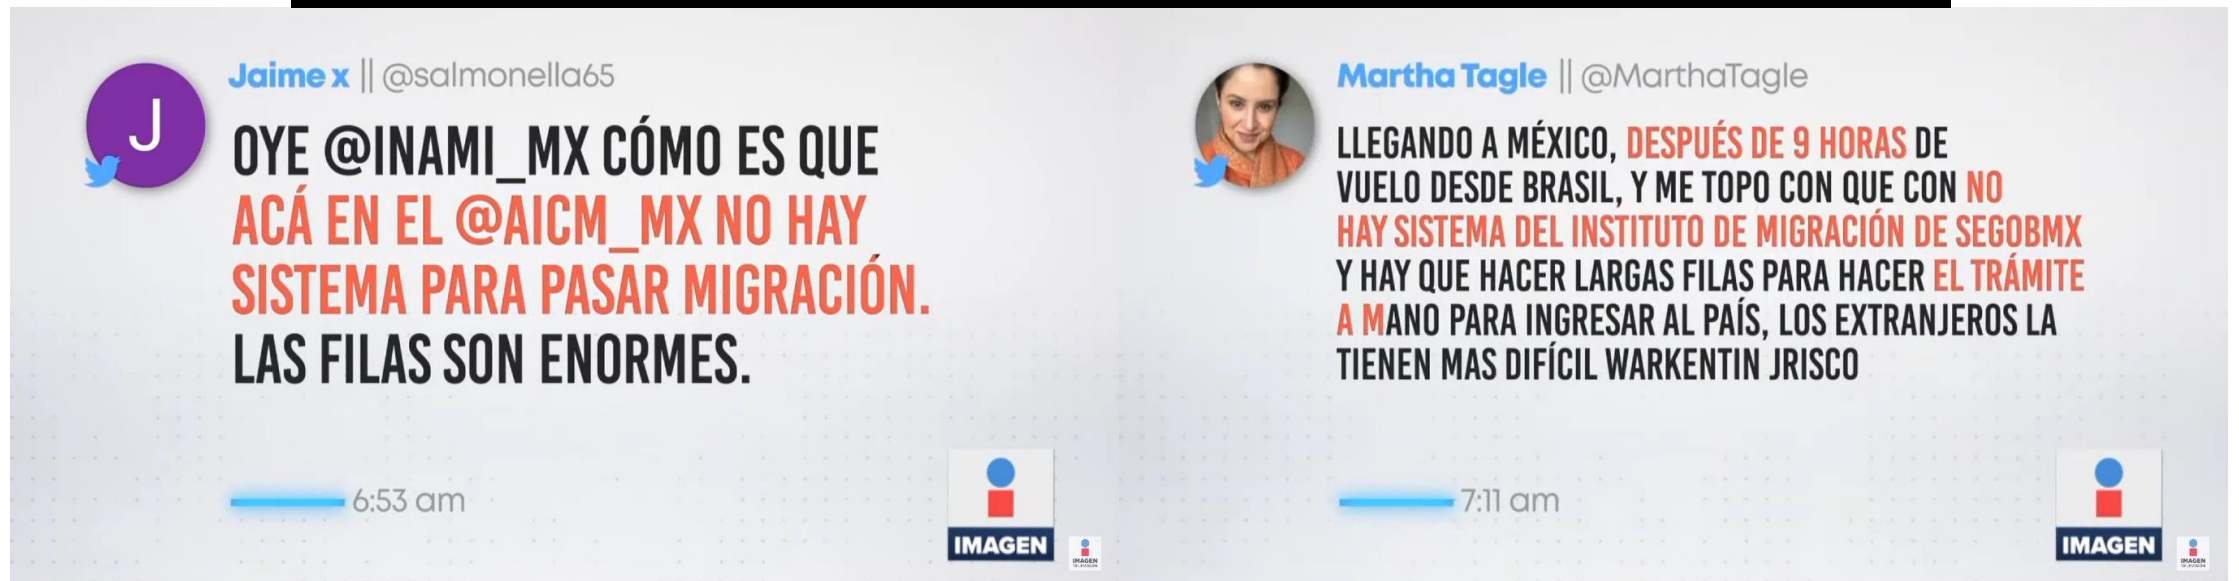 J
Jaime x || @salmonella65
OYE @INAMI_MX CÓMO ES QUE
ACÁ EN EL @AICM_MX NO HAY
SISTEMA PARA PASAR MIGRACIÓN.
LAS FILAS SON ENORMES.
6:53 am
IMAGEN
IMAGEN
Martha Tagle || @MarthaTagle
LLEGANDO A MÉXICO, DESPUÉS DE 9 HORAS DE
VUELO DESDE BRASIL, Y ME TOPO CON QUE CON NO
HAY SISTEMA DEL INSTITUTO DE MIGRACIÓN DE SEGOBMX
Y HAY QUE HACER LARGAS FILAS PARA HACER EL TRÁMITE
A MANO PARA INGRESAR AL PAÍS, LOS EXTRANJEROS LA
TIENEN MAS DIFÍCIL WARKENTIN JRISCO
7:11 am
IMAGEN
IMAGEN